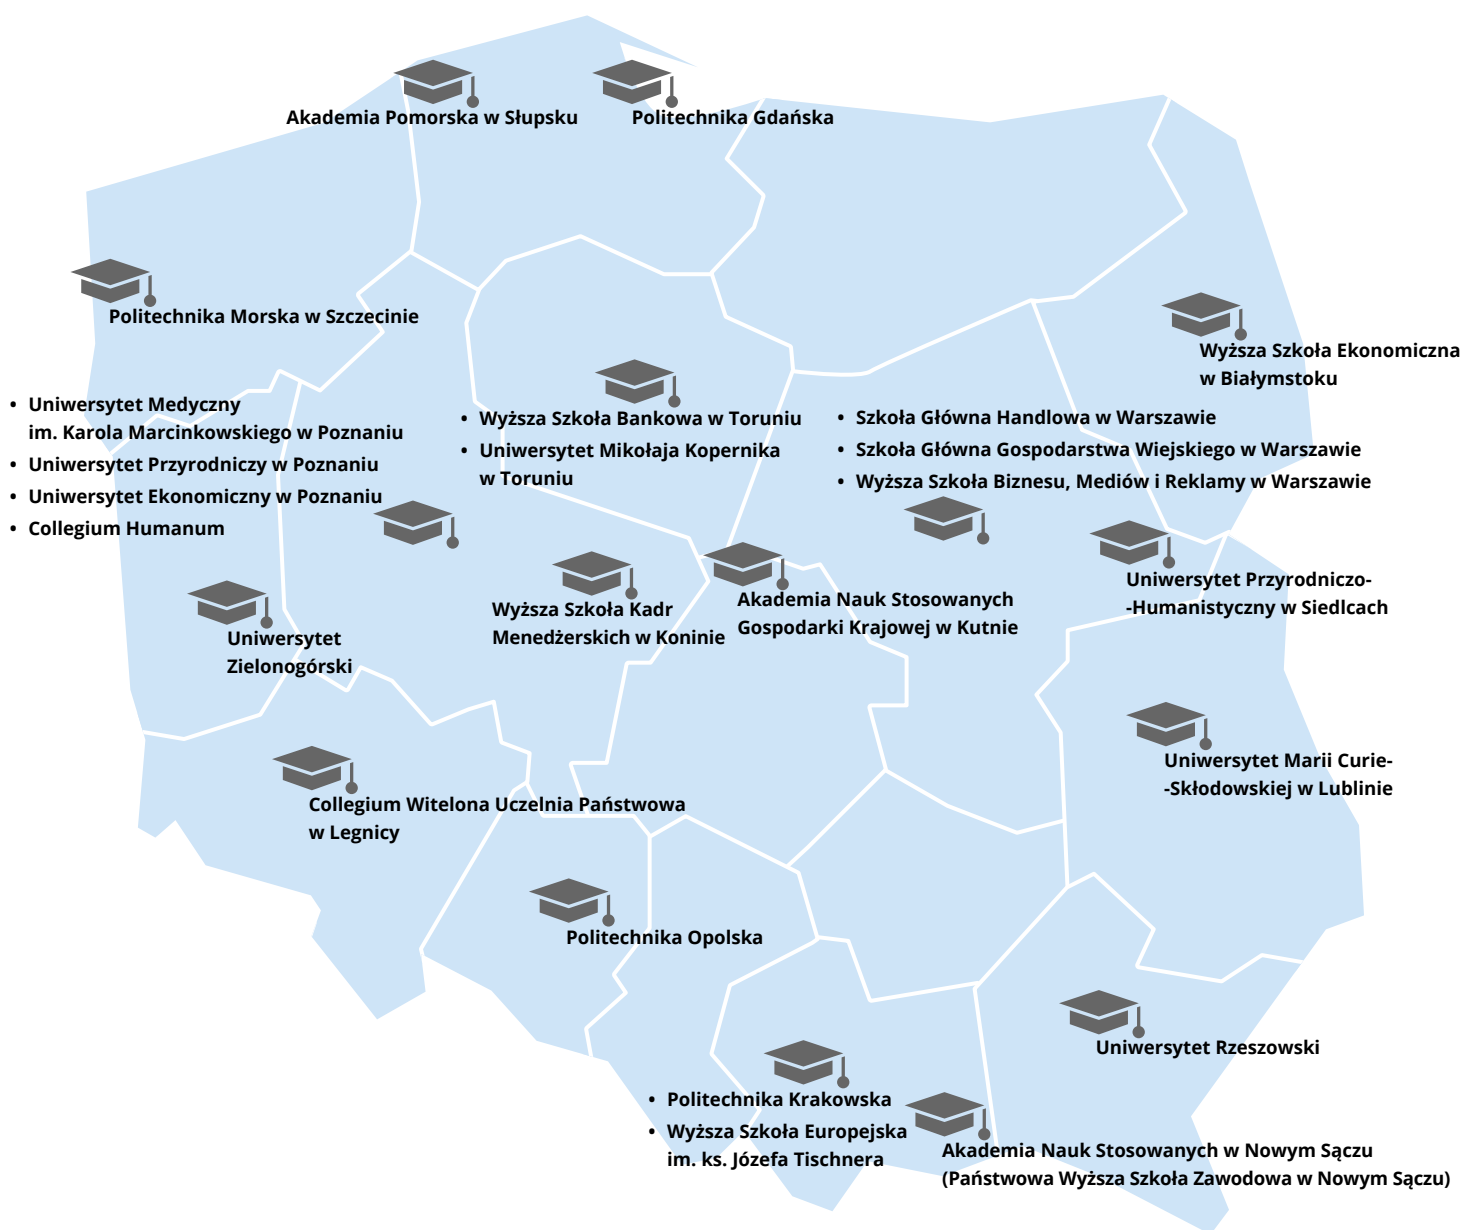 Akademia Pomorska w Słupsku
Politechnika Gdańska
Politechnika Morska w Szczecinie
Wyższa Szkoła Ekonomiczna
w Białymstoku
• Uniwersytet Medyczny
im. Karola Marcinkowskiego w Poznaniu
• Uniwersytet Przyrodniczy w Poznaniu
• Uniwersytet Ekonomiczny w Poznaniu
• Collegium Humanum
• Wyższa Szkoła Bankowa w Toruniu
• Uniwersytet Mikołaja Kopernika
w Toruniu
• Szkoła Główna Handlowa w Warszawie
• Szkoła Główna Gospodarstwa Wiejskiego w Warszawie
• Wyższa Szkoła Biznesu, Mediów i Reklamy w Warszawie
Uniwersytet
Zielonogórski
Wyższa Szkoła Kadr
Menedżerskich w Koninie
Akademia Nauk Stosowanych
Gospodarki Krajowej w Kutnie
Uniwersytet Przyrodniczo-
-Humanistyczny w Siedlcach
Uniwersytet Marii Curie-
-Skłodowskiej w Lublinie
Collegium Witelona Uczelnia Państwowa
w Legnicy
Politechnika Opolska
Uniwersytet Rzeszowski
• Politechnika Krakowska
• Wyższa Szkoła Europejska
im. ks. Józefa Tischnera
Akademia Nauk Stosowanych w Nowym Sączu
(Państwowa Wyższa Szkoła Zawodowa w Nowym Sączu)